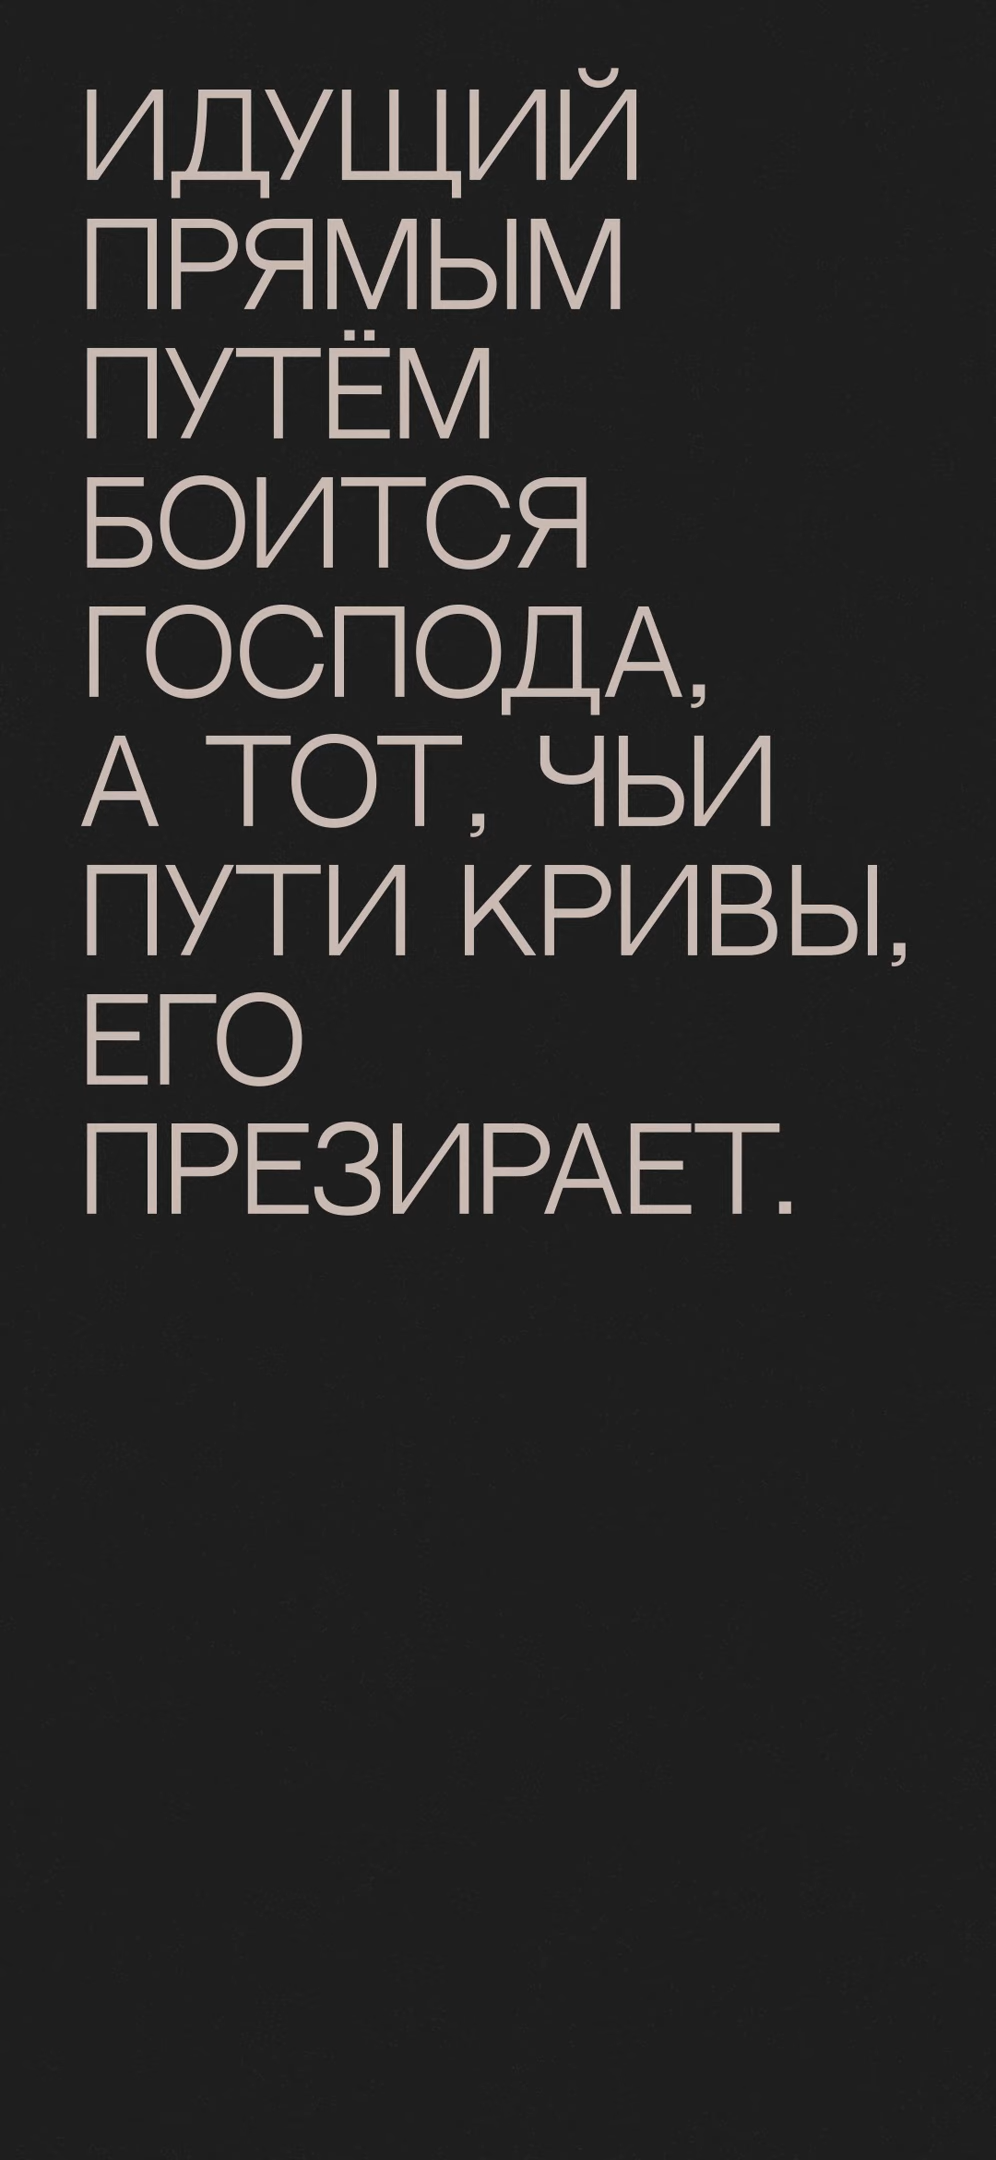 ИДУЩИЙ
ПРЯМЫМ
ПУТЁМ
БОИТСЯ
ГОСПОДА,
А ТОТ, ЧЬИ
ПУТИ КРИВЫ,
ЕГО
ПРЕЗИРАЕТ.